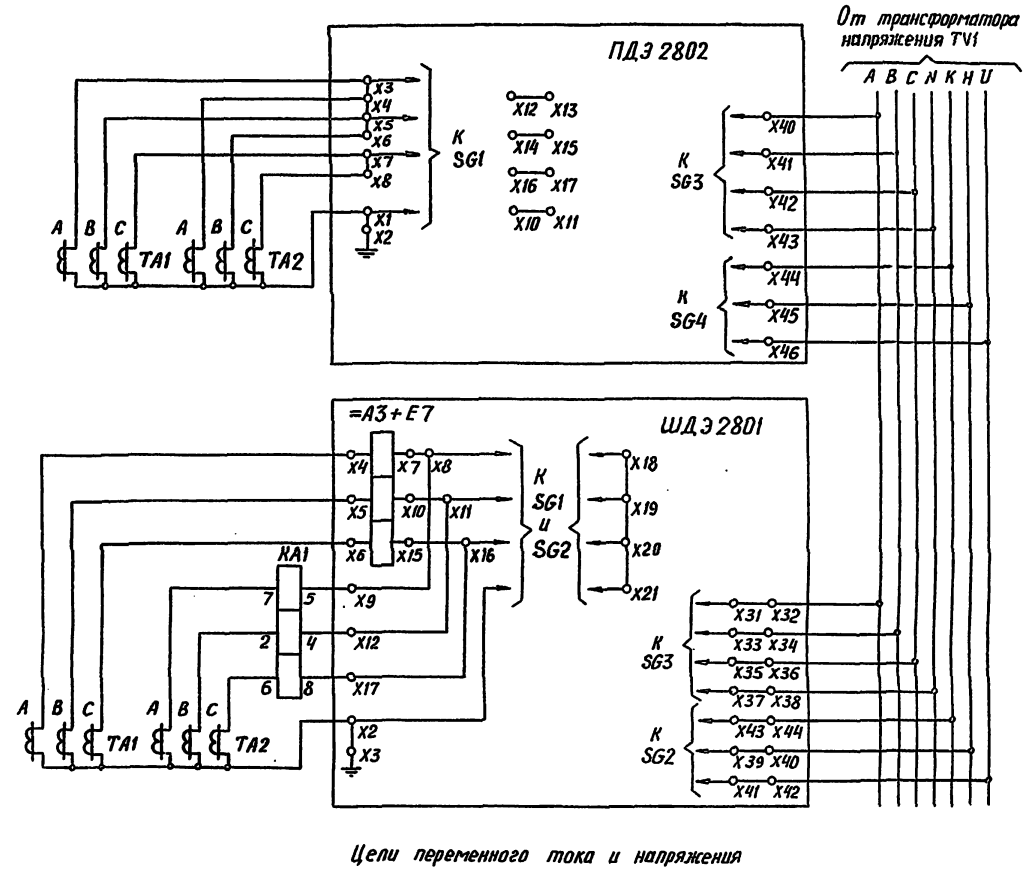 От трансформатора
напряжения TV1
A B C N K H U
ПДЭ 2802
X3
X4
X5
X6
X7
X8
X1
X2
К
SG1
X12 X13
X14 X15
X16 X17
X10 X11
К
SG3
X40
X41
X42
X43
К
SG4
X44
X45
X46
A B C TA1 A B C TA2
=A3+E7
ШДЭ 2801
X4 X7 X8
X5 X10 X11
X6 X15 X16
КА1
7 5 X9
2 4 X12
6 8 X17
X2
X3
К
SG1
и
SG2
X18
X19
X20
X21
К
SG3
X31 X32
X33 X34
X35 X36
X37 X38
К
SG2
X43 X44
X39 X40
X41 X42
A B C TA1 A B C TA2
Цепи переменного тока и напряжения